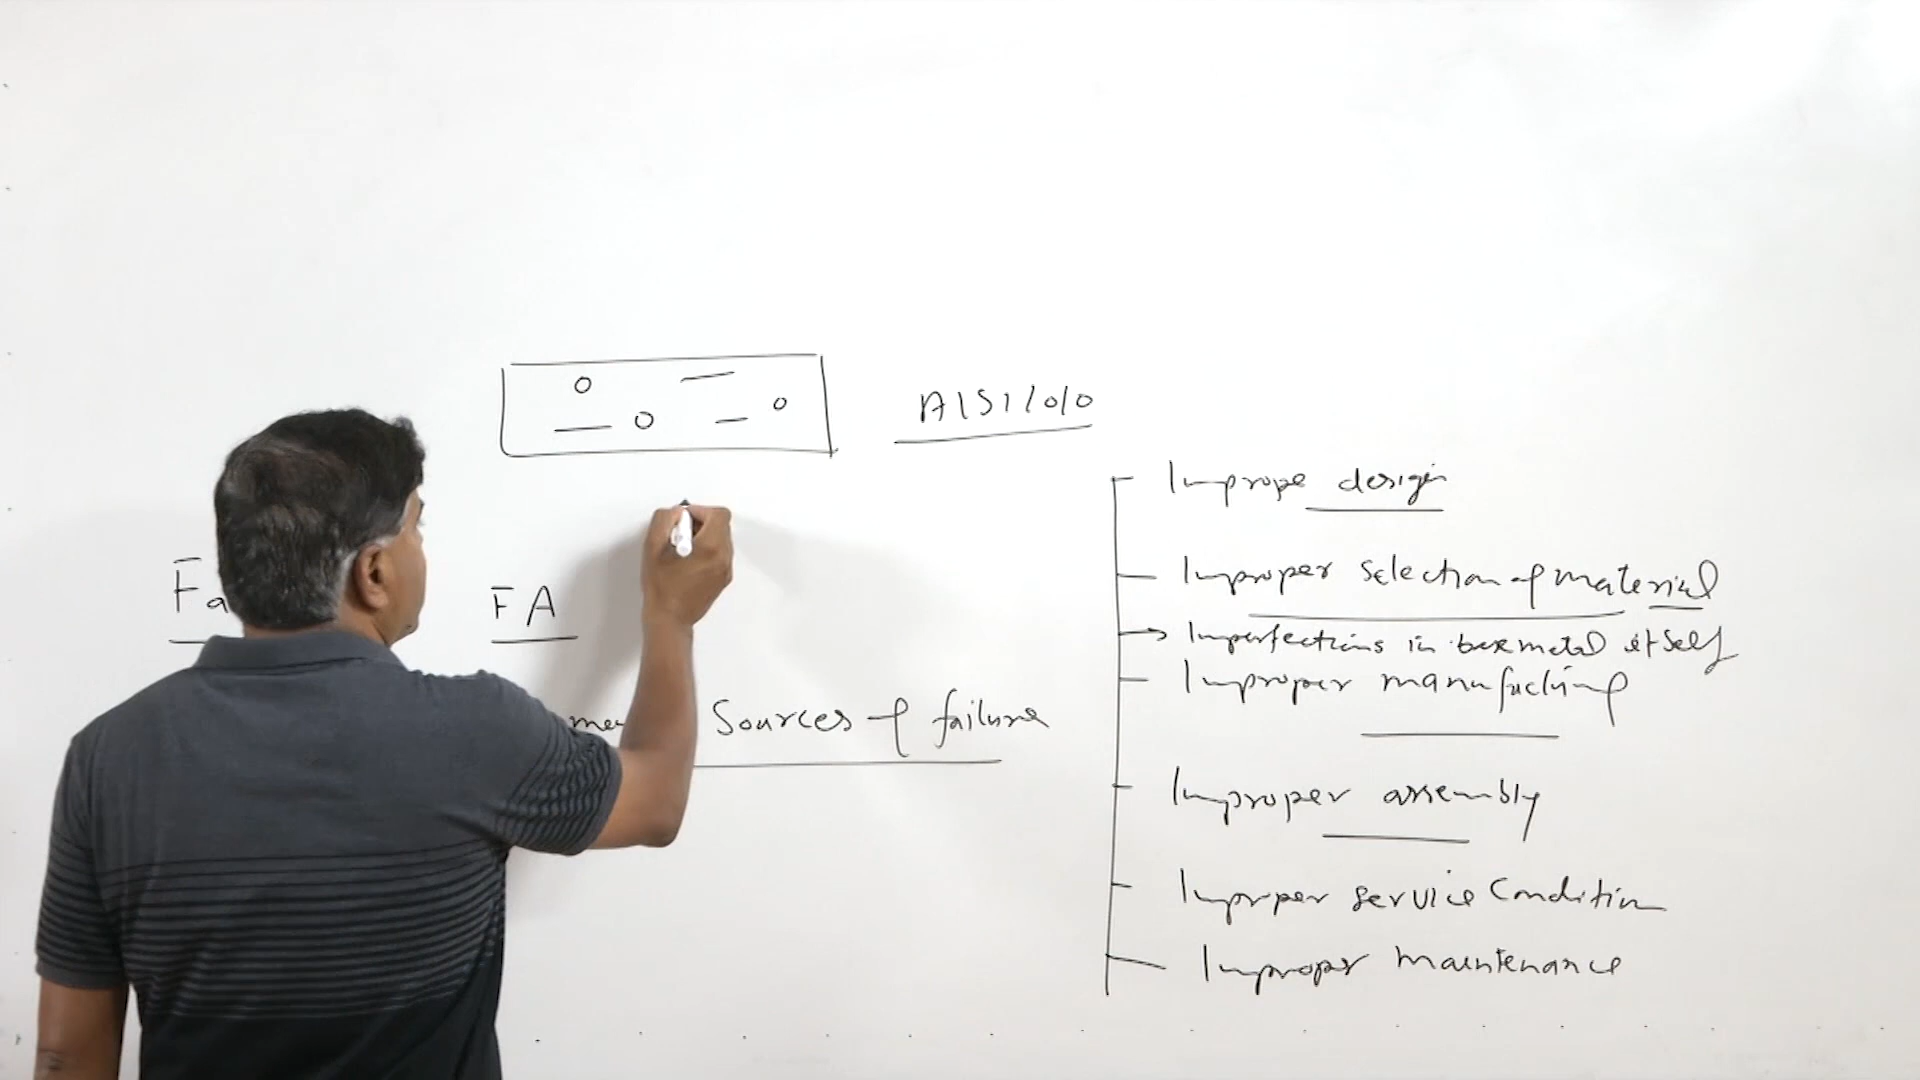 AISI 1010
Imprope design
Improper selection of material
Imperfections in base metal itself
Improper manufacturing
Fa
FA
Sources of failure
Improper assembly
Improper service Condition
Improper maintenance